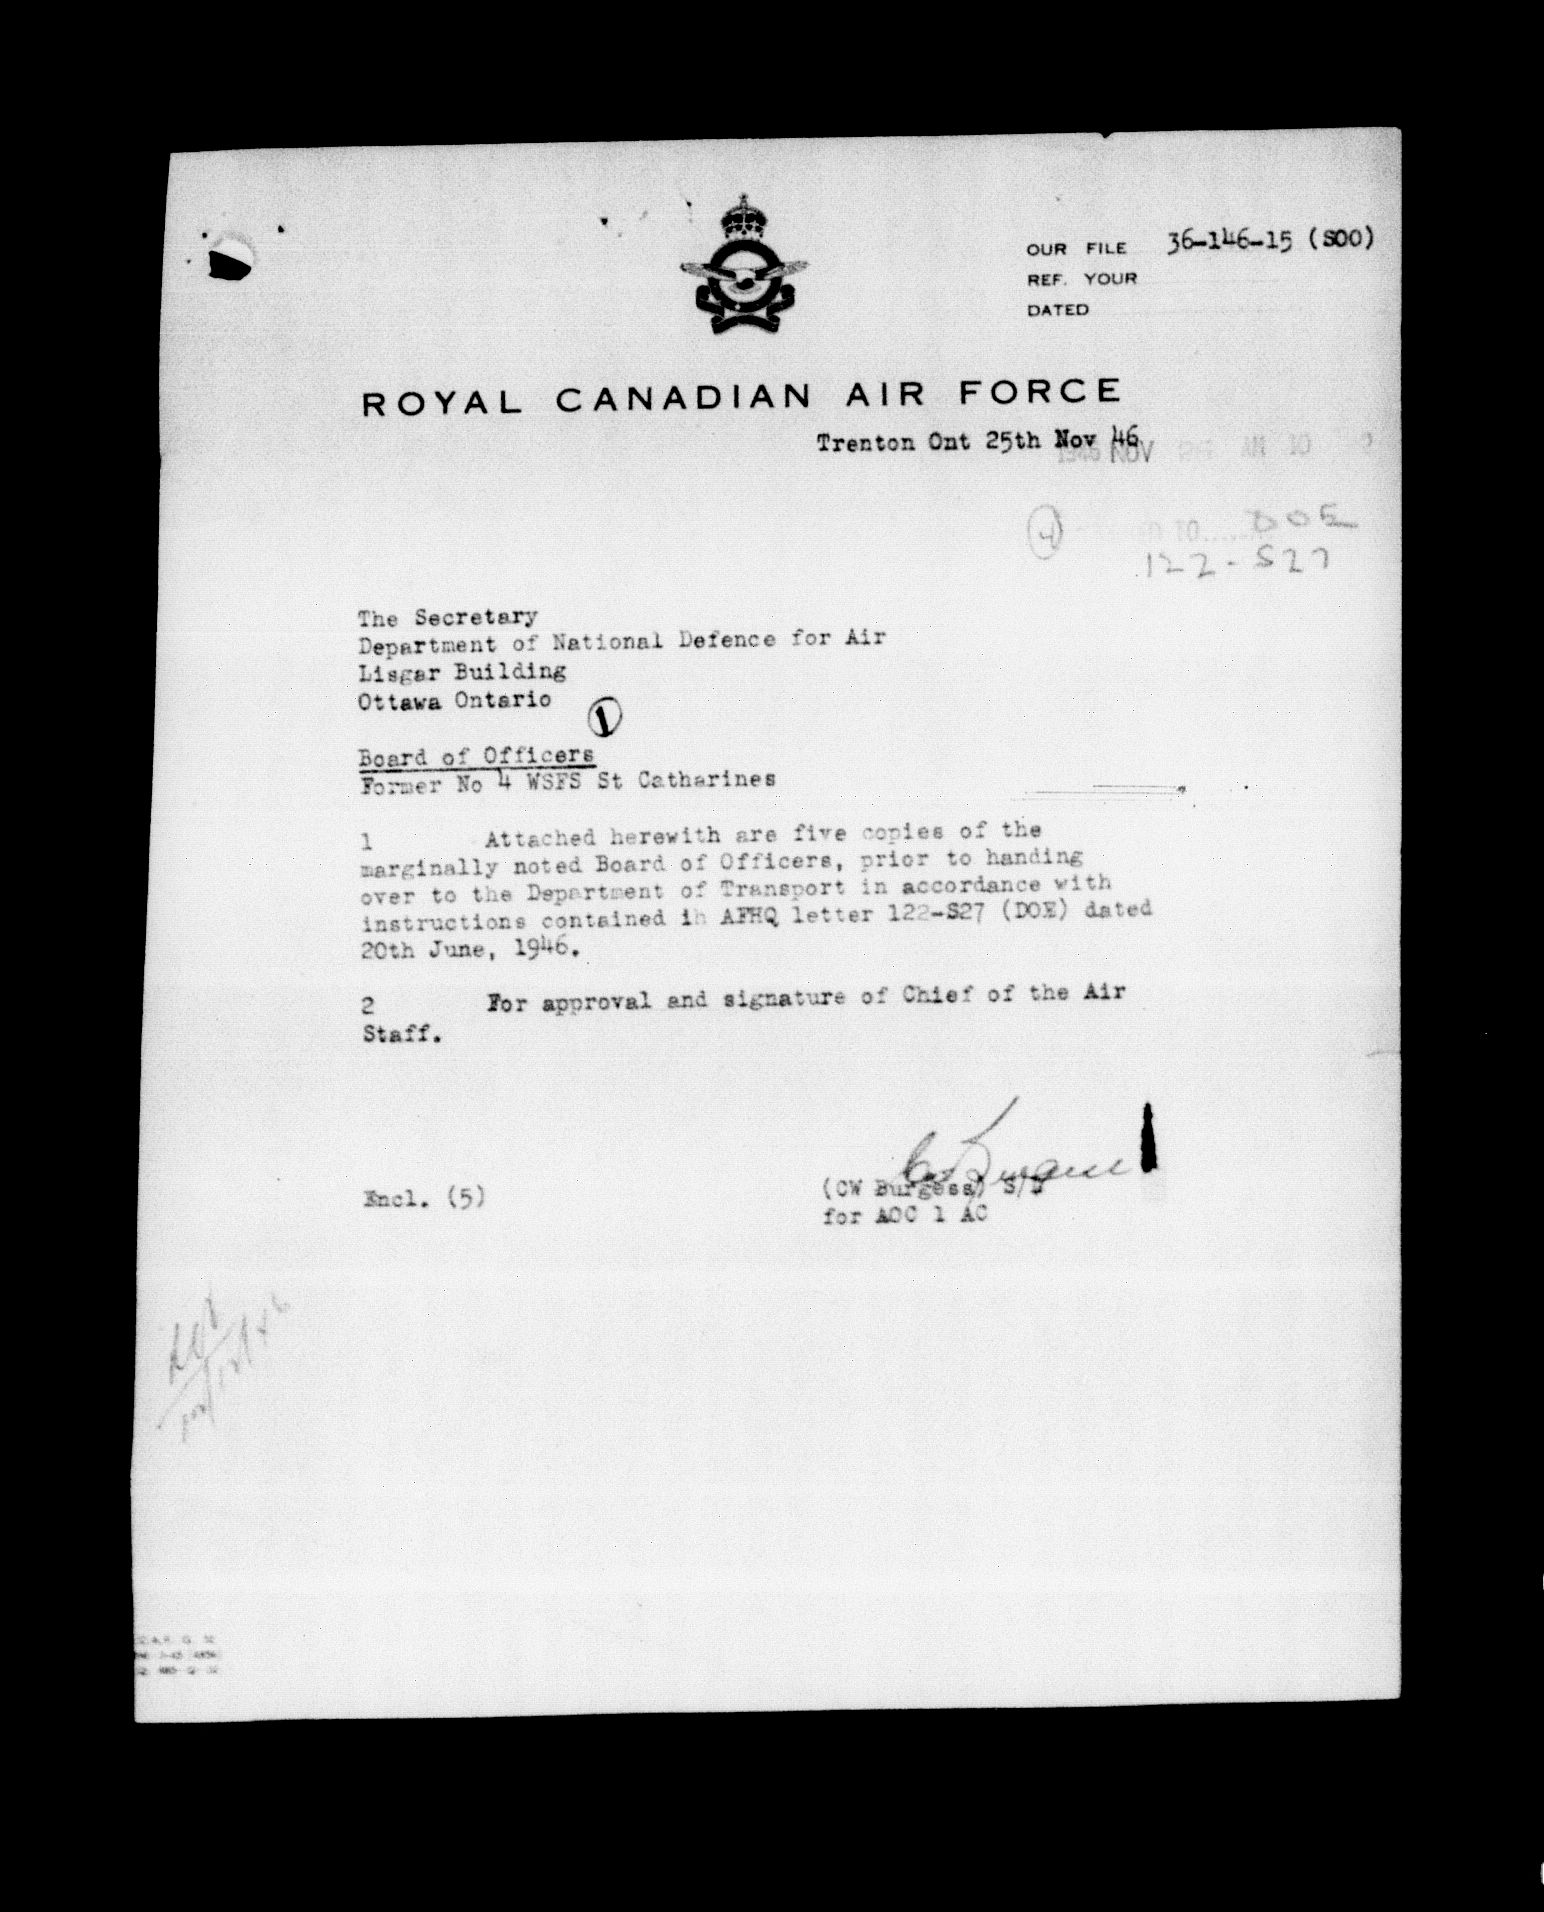 OUR FILE 36-146-15 (SOO)
REF. YOUR
DATED
ROYAL CANADIAN AIR FORCE
Trenton Ont 25th Nov 46
NOV
4
DOE
122-S27
The Secretary
Department of National Defence for Air
Lisgar Building
Ottawa Ontario
1
Board of Officers
Former No 4 WSFS St Catharines
1 Attached herewith are five copies of the
marginally noted Board of Officers, prior to handing
over to the Department of Transport in accordance with
instructions contained in AFHQ letter 122-S27 (DOE) dated
20th June, 1946.
2 For approval and signature of Chief of the Air
Staff.
Encl. (5)
(CW Burgess) S/L
for AOC 1 AC